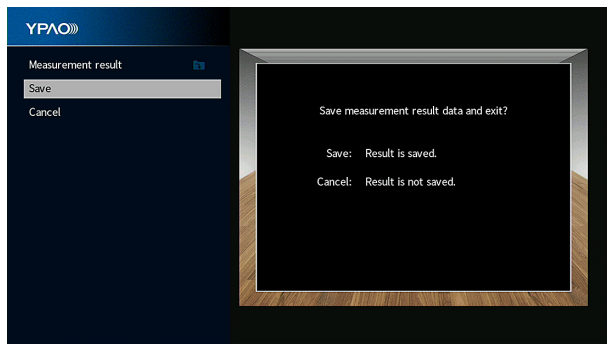 YPAO
Measurement result
Save
Cancel
Save measurement result data and exit?
Save: Result is saved.
Cancel: Result is not saved.